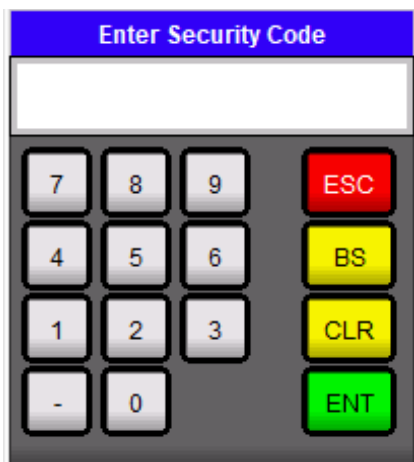 Enter Security Code
7 8 9 ESC
4 5 6 BS
1 2 3 CLR
- 0 ENT